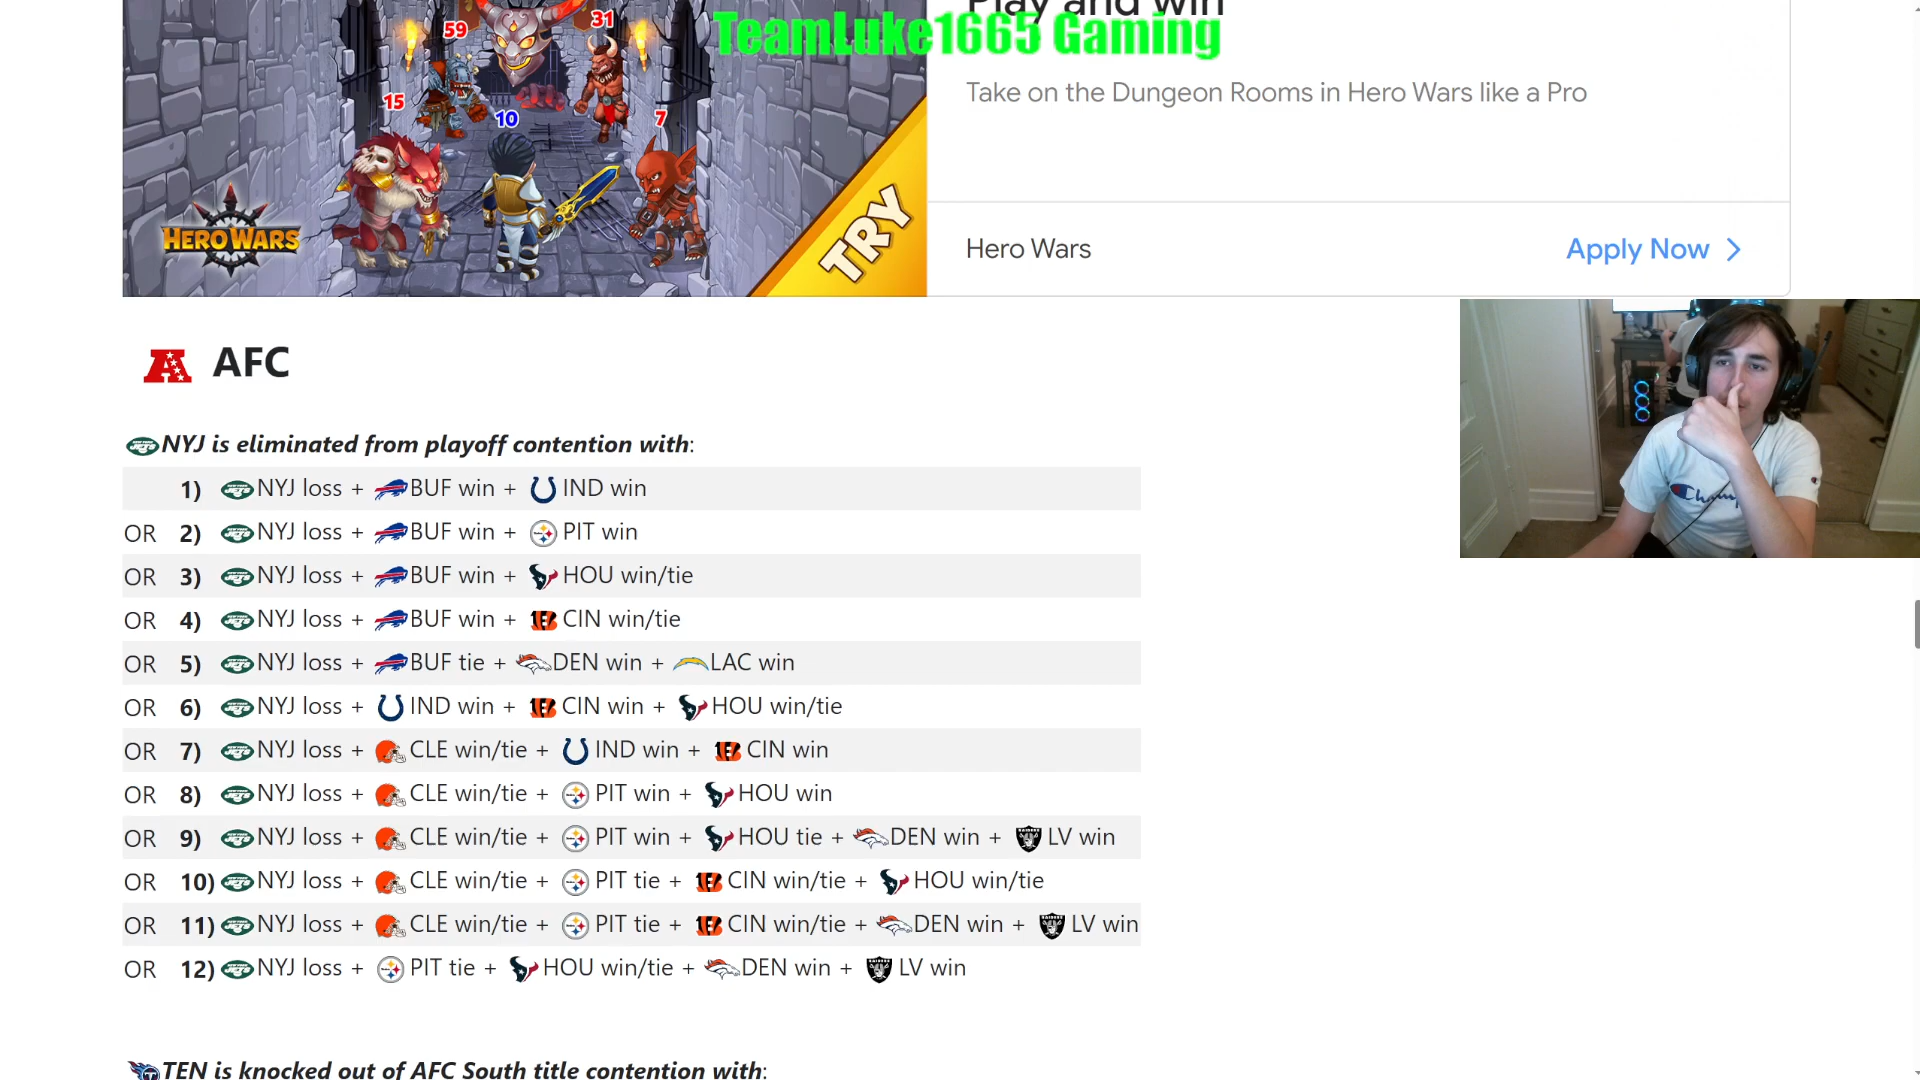 Play and win
TeamLuke1665 Gaming
59
31
15
10
7
Take on the Dungeon Rooms in Hero Wars like a Pro
HERO WARS
TRY
Hero Wars
Apply Now
AFC
NYJ is eliminated from playoff contention with:
1) NYJ loss + BUF win + IND win
OR 2) NYJ loss + BUF win + PIT win
OR 3) NYJ loss + BUF win + HOU win/tie
OR 4) NYJ loss + BUF win + CIN win/tie
OR 5) NYJ loss + BUF tie + DEN win + LAC win
OR 6) NYJ loss + IND win + CIN win + HOU win/tie
OR 7) NYJ loss + CLE win/tie + IND win + CIN win
OR 8) NYJ loss + CLE win/tie + PIT win + HOU win
OR 9) NYJ loss + CLE win/tie + PIT win + HOU tie + DEN win + LV win
OR 10) NYJ loss + CLE win/tie + PIT tie + CIN win/tie + HOU win/tie
OR 11) NYJ loss + CLE win/tie + PIT tie + CIN win/tie + DEN win + LV win
OR 12) NYJ loss + PIT tie + HOU win/tie + DEN win + LV win
TEN is knocked out of AFC South title contention with: